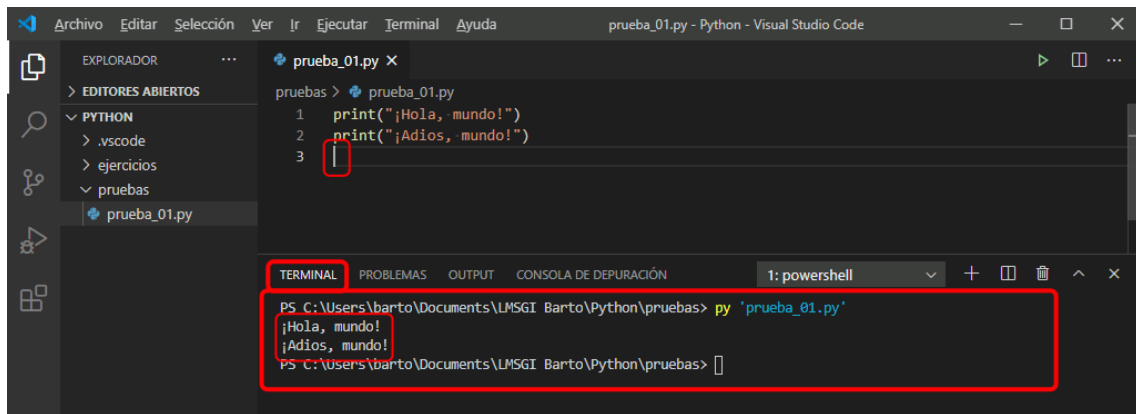 Archivo Editar Selección Ver Ir Ejecutar Terminal Ayuda prueba_01.py - Python - Visual Studio Code
EXPLORADOR ...
EDITORES ABIERTOS
PYTHON
.vscode
ejercicios
pruebas
prueba_01.py
prueba_01.py
pruebas > prueba_01.py
1 print("¡Hola, mundo!")
2 print("¡Adios, mundo!")
3
TERMINAL PROBLEMAS OUTPUT CONSOLA DE DEPURACIÓN 1: powershell
PS C:\Users\barto\Documents\LMSGI Barto\Python\pruebas> py 'prueba_01.py'
¡Hola, mundo!
¡Adios, mundo!
PS C:\Users\barto\Documents\LMSGI Barto\Python\pruebas>